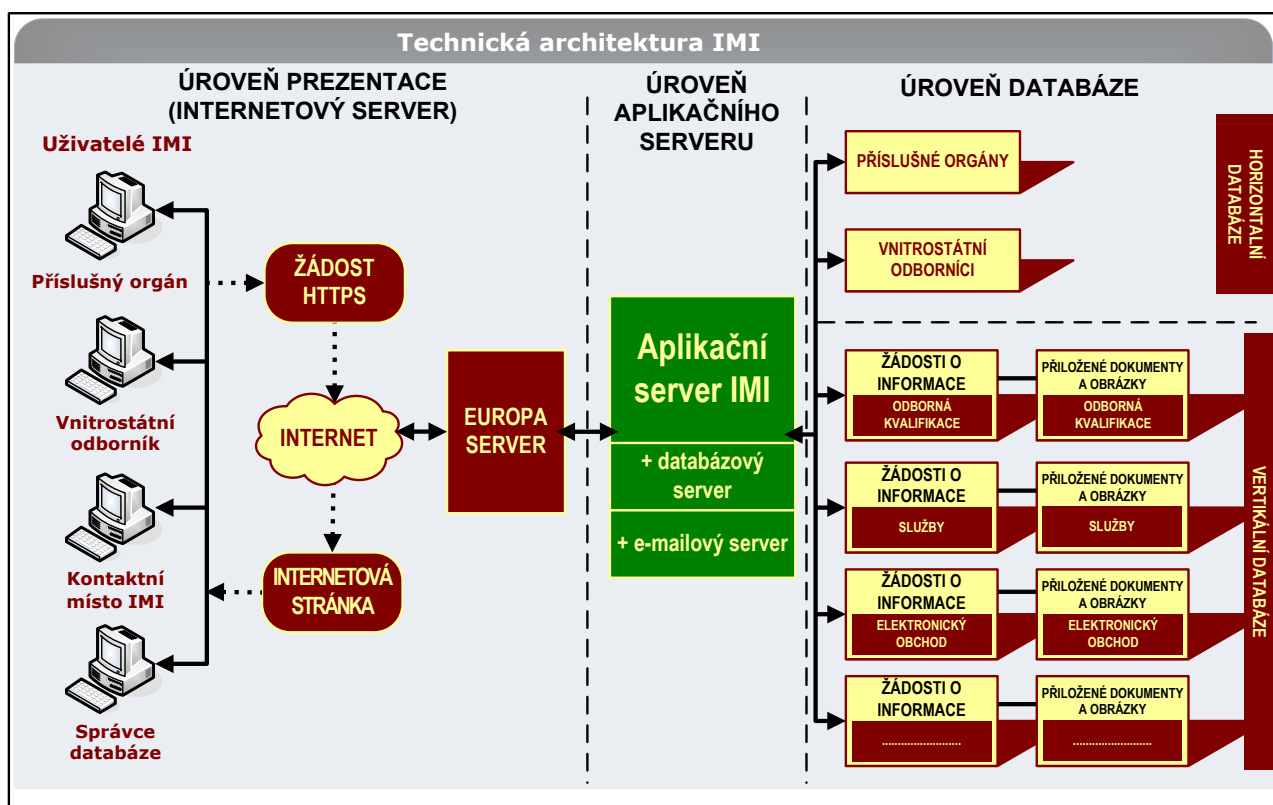 Technická architektura IMI
ÚROVEŇ PREZENTACE
(INTERNETOVÝ SERVER)
Uživatelé IMI
Příslušný orgán
Vnitrostátní
odborník
Kontaktní
místo IMI
Správce
databáze
ŽÁDOST
HTTPS
INTERNET
INTERNETOVÁ
STRÁNKA
EUROPA
SERVER
ÚROVEŇ
APLIKAČNÍHO
SERVERU
Aplikační
server IMI
+ databázový
server
+ e-mailový server
ÚROVEŇ DATABÁZE
PŘÍSLUŠNÉ ORGÁNY
VNITROSTÁTNÍ
ODBORNÍCI
HORIZONTALNÍ
DATABÁZE
ŽÁDOSTI O
INFORMACE
ODBORNÁ
KVALIFIKACE
PŘILOŽENÉ DOKUMENTY
A OBRÁZKY
ODBORNÁ
KVALIFIKACE
ŽÁDOSTI O
INFORMACE
SLUŽBY
PŘILOŽENÉ DOKUMENTY
A OBRÁZKY
SLUŽBY
ŽÁDOSTI O
INFORMACE
ELEKTRONICKÝ
OBCHOD
PŘILOŽENÉ DOKUMENTY
A OBRÁZKY
ELEKTRONICKÝ
OBCHOD
ŽÁDOSTI O
INFORMACE
........................
PŘILOŽENÉ DOKUMENTY
A OBRÁZKY
........................
VERTIKÁLNÍ DATABÁZE